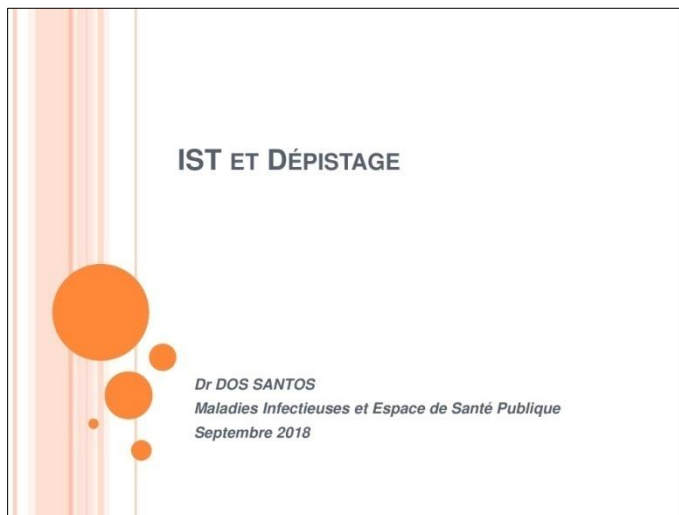 IST ET DÉPISTAGE
Dr DOS SANTOS
Maladies Infectieuses et Espace de Santé Publique
Septembre 2018